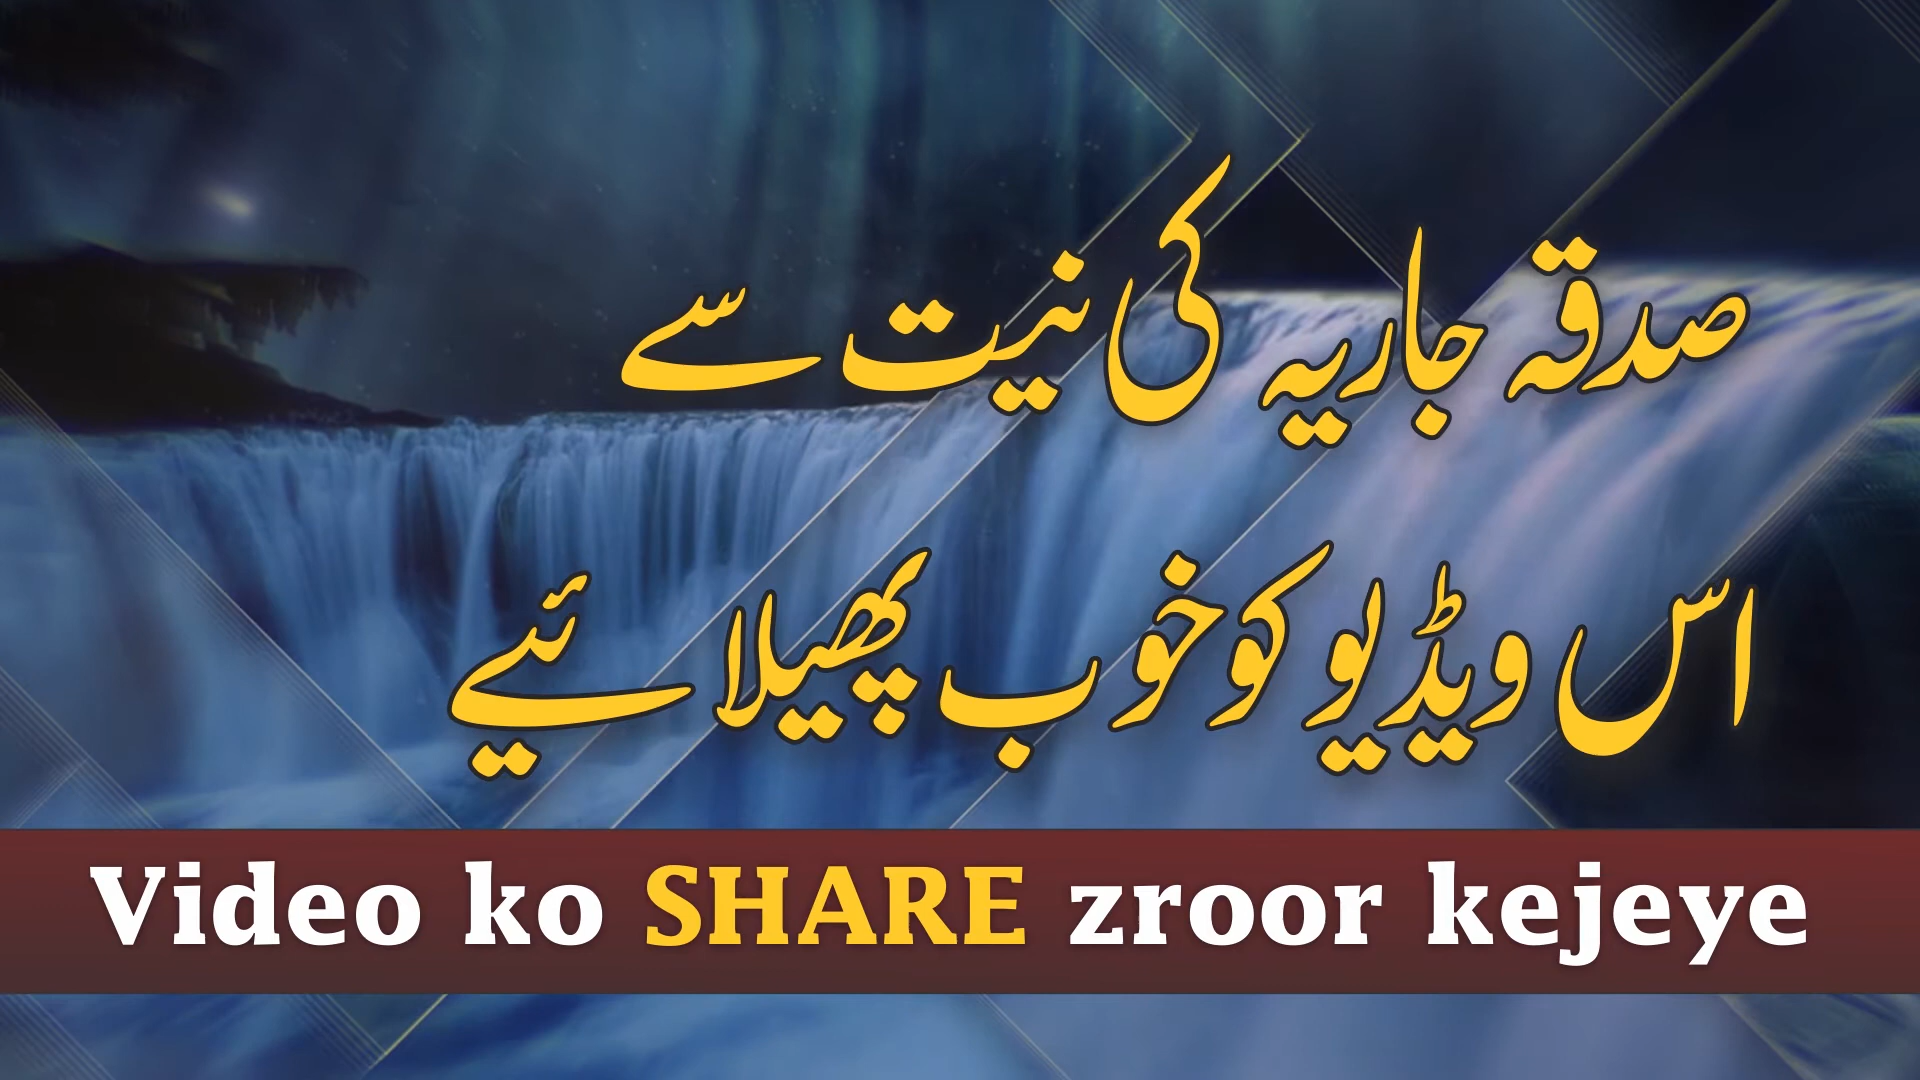 صدقہ جاریہ کی نیت سے
اس ویڈیو کو خوب پھیلائیے
Video ko SHARE zroor kejeye